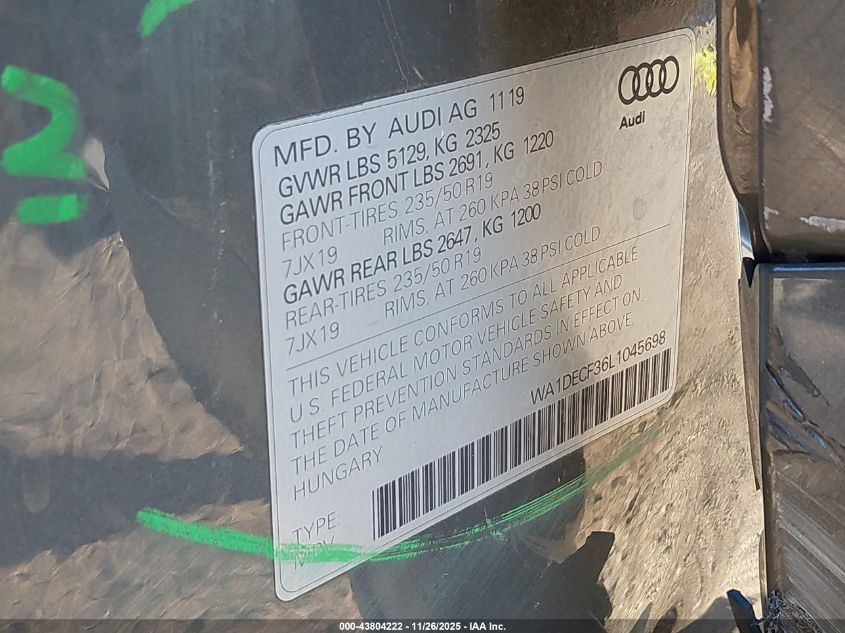 MFD. BY AUDI AG 11 19
GVWR LBS 5129, KG 2325
GAWR FRONT LBS 2691, KG 1220
FRONT-TIRES 235/50 R19
7JX19 RIMS, AT 260 KPA 38 PSI COLD
GAWR REAR LBS 2647, KG 1200
REAR-TIRES 235/50 R19
7JX19 RIMS, AT 260 KPA 38 PSI COLD
Audi
THIS VEHICLE CONFORMS TO ALL APPLICABLE
U.S. FEDERAL MOTOR VEHICLE SAFETY AND
THEFT PREVENTION STANDARDS IN EFFECT ON
THE DATE OF MANUFACTURE SHOWN ABOVE.
HUNGARY
WA1DECF36L1045698
TYPE:
MPV
000-43804222 - 11/26/2025 - IAA Inc.